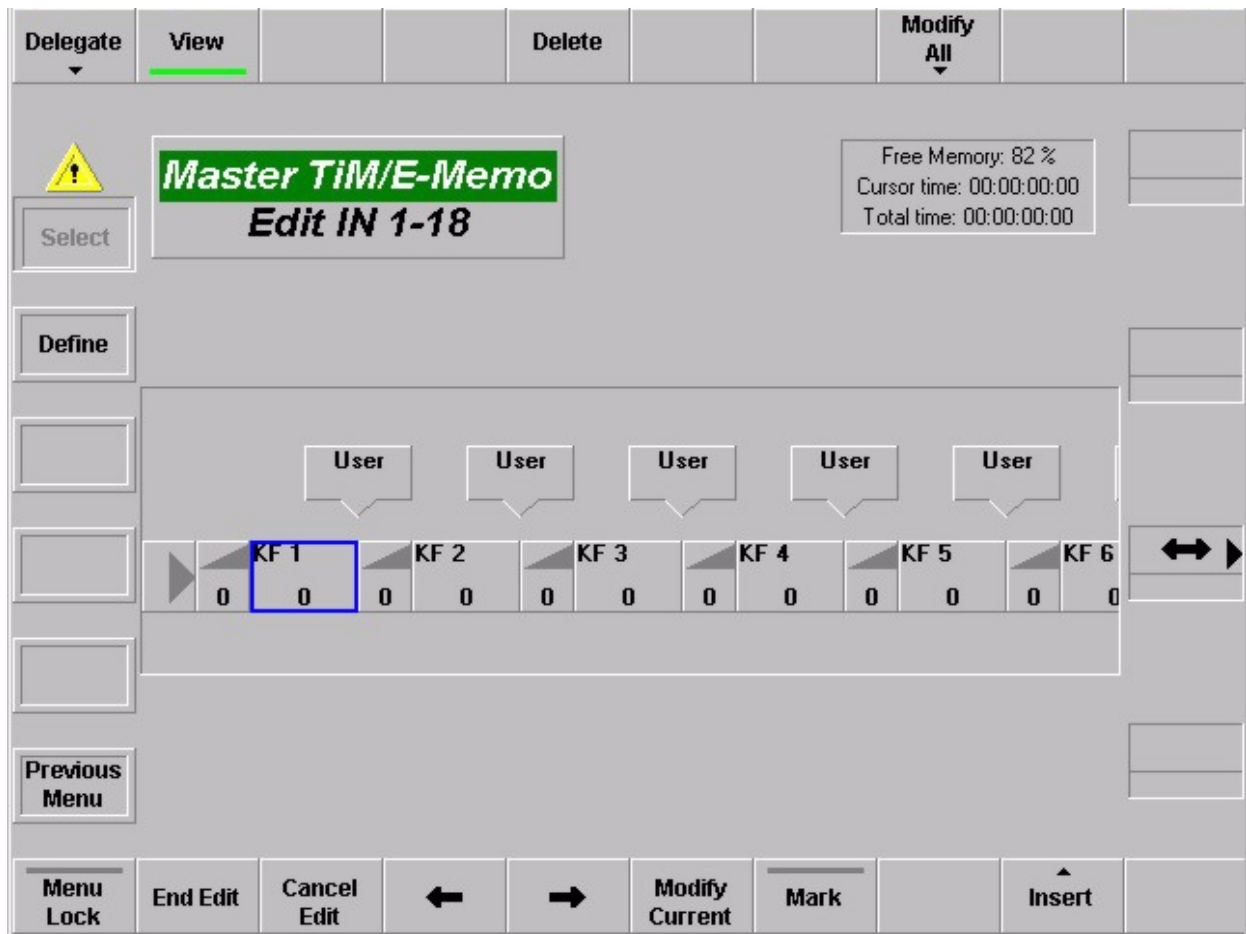 Delegate
View
Delete
Modify
All
Master TiM/E-Memo
Edit IN 1-18
Free Memory: 82 %
Cursor time: 00:00:00:00
Total time: 00:00:00:00
Select
Define
User User User User User
KF 1 KF 2 KF 3 KF 4 KF 5 KF 6
0 0 0 0 0 0 0 0 0 0 0 0
Previous
Menu
Menu
Lock
End Edit
Cancel
Edit
Modify
Current
Mark
Insert